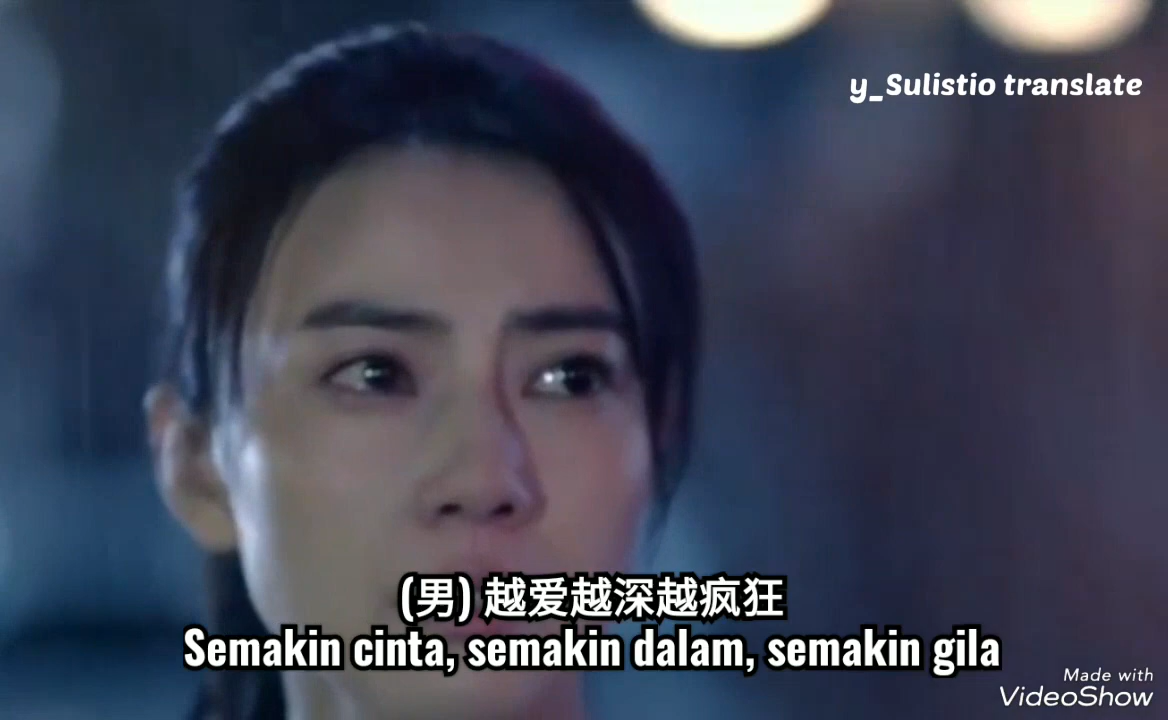 y_Sulistio translate
(男) 越爱越深越疯狂
Semakin cinta, semakin dalam, semakin gila
Made with
VideoShow